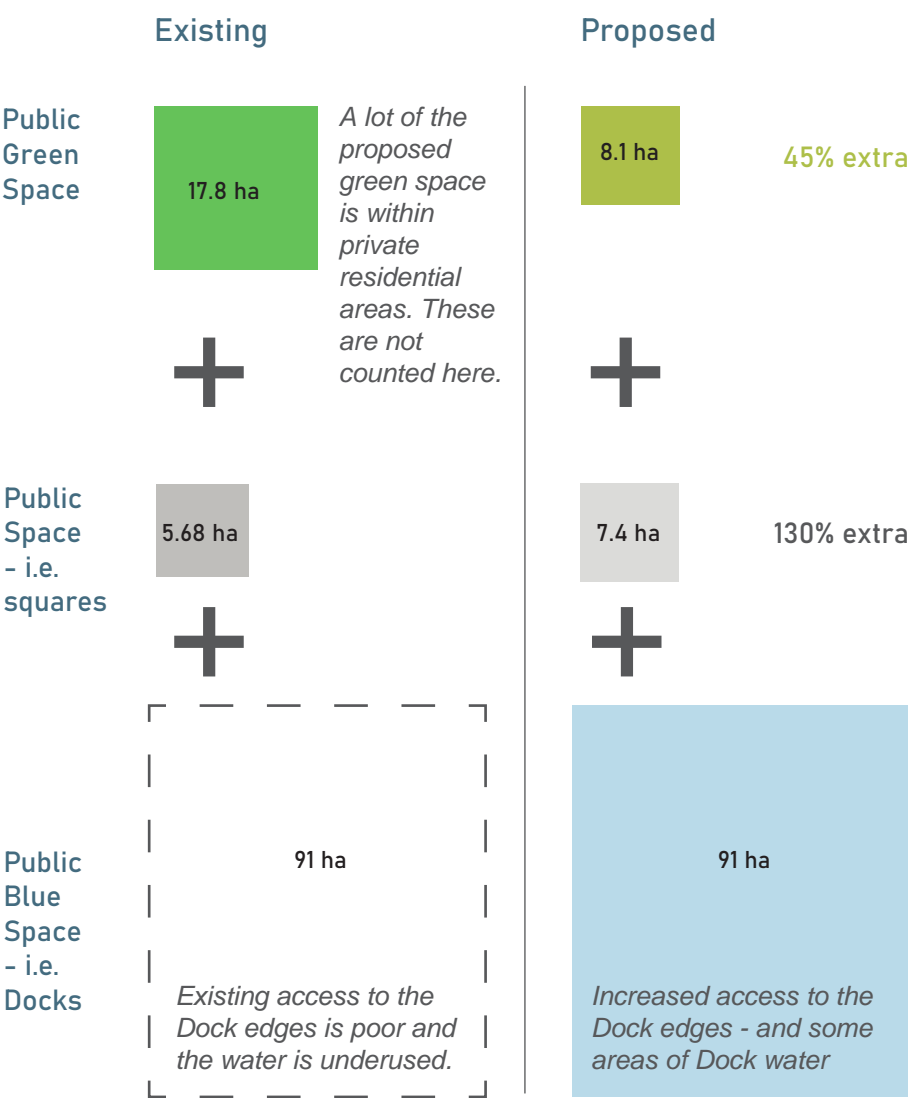 Existing
Proposed
Public
Green
Space
17.8 ha
A lot of the
proposed
green space
is within
private
residential
areas. These
are not
counted here.
8.1 ha
45% extra
+
+
Public
Space
- i.e.
squares
5.68 ha
7.4 ha
130% extra
+
+
Public
Blue
Space
- i.e.
Docks
91 ha
Existing access to the
Dock edges is poor and
the water is underused.
91 ha
Increased access to the
Dock edges - and some
areas of Dock water